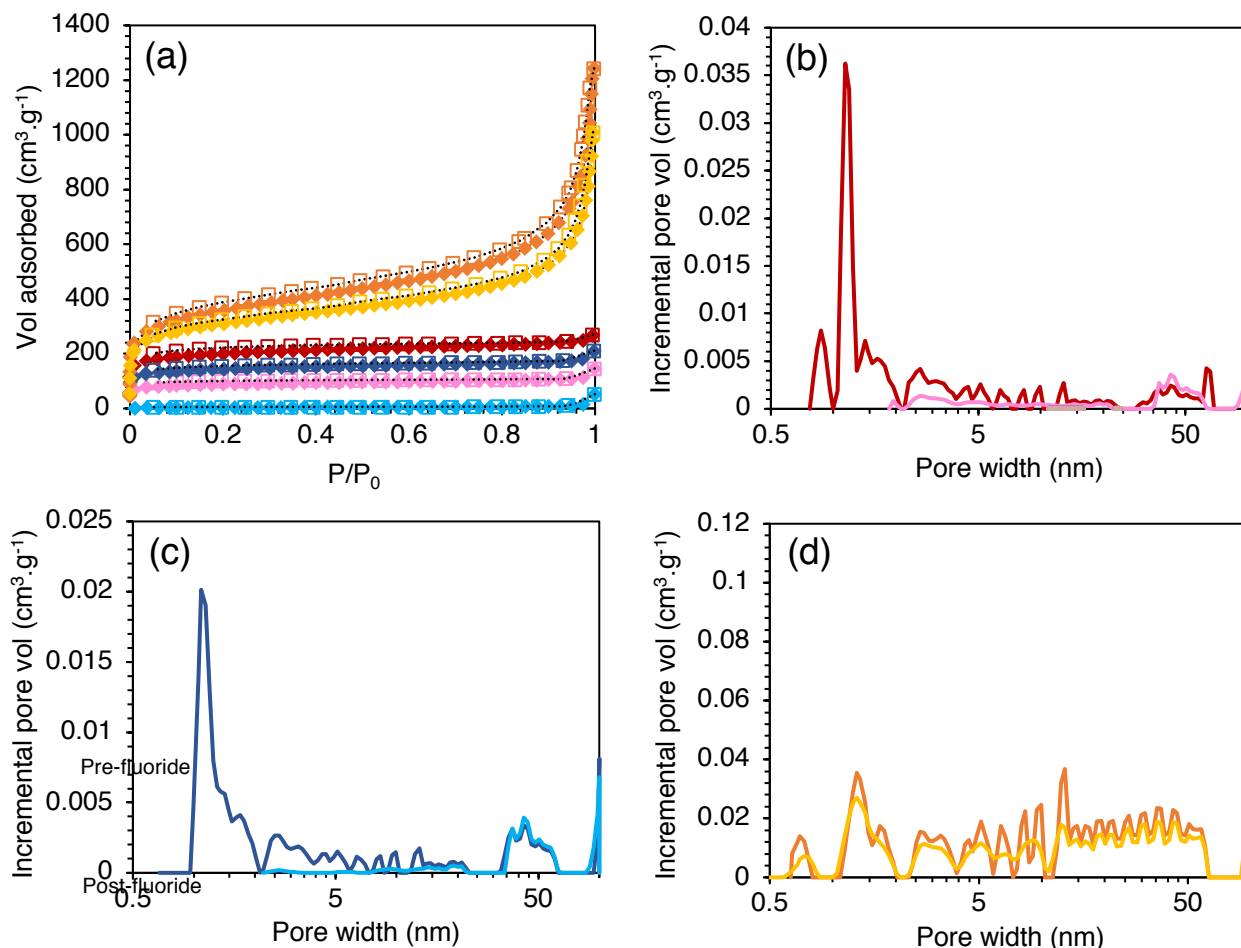 (a)
Vol adsorbed (cm³.g⁻¹)
1400
1200
1000
800
600
400
200
0
0 0.2 0.4 0.6 0.8 1
P/P₀
(b)
Incremental pore vol (cm³.g⁻¹)
0.04
0.035
0.03
0.025
0.02
0.015
0.01
0.005
0
0.5 5 50
Pore width (nm)
(c)
Incremental pore vol (cm³.g⁻¹)
0.025
0.02
0.015
0.01
Pre-fluoride
0.005
0
Post-fluoride
0.5 5 50
Pore width (nm)
(d)
Incremental pore vol (cm³.g⁻¹)
0.12
0.1
0.08
0.06
0.04
0.02
0
0.5 5 50
Pore width (nm)